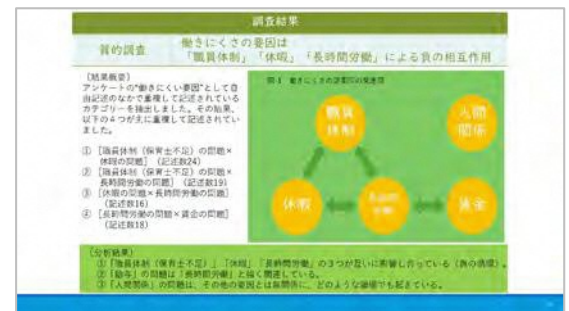 調査結果
質的調査
働きにくさの要因は
「職員体制」「休暇」「長時間労働」による負の相互作用
〔結果概要〕
アンケートの“働きにくい要因”として自
由記述のなかで重複して記述されている
カテゴリーを抽出しました。その結果、
以下の4つが主に重複して記述されてい
ました。
① [職員体制(保育士不足)の問題×
休暇の問題](記述数24)
② [職員体制(保育士不足)の問題×
長時間労働の問題](記述数19)
③ [休暇の問題×長時間労働の問題]
(記述数16)
④ [長時間労働の問題×賃金の問題]
(記述数18)
職員
体制
人間
関係
休暇
長時間
労働
賃金
〔分析結果〕
①「職員体制(保育士不足)」「休暇」「長時間労働」の3つが互いに影響し合っている(負の循環)。
②「給与」の問題は「長時間労働」と強く関連している。
③「人間関係」の問題は、その他の要因とは無関係に、どのような職場でも起きている。